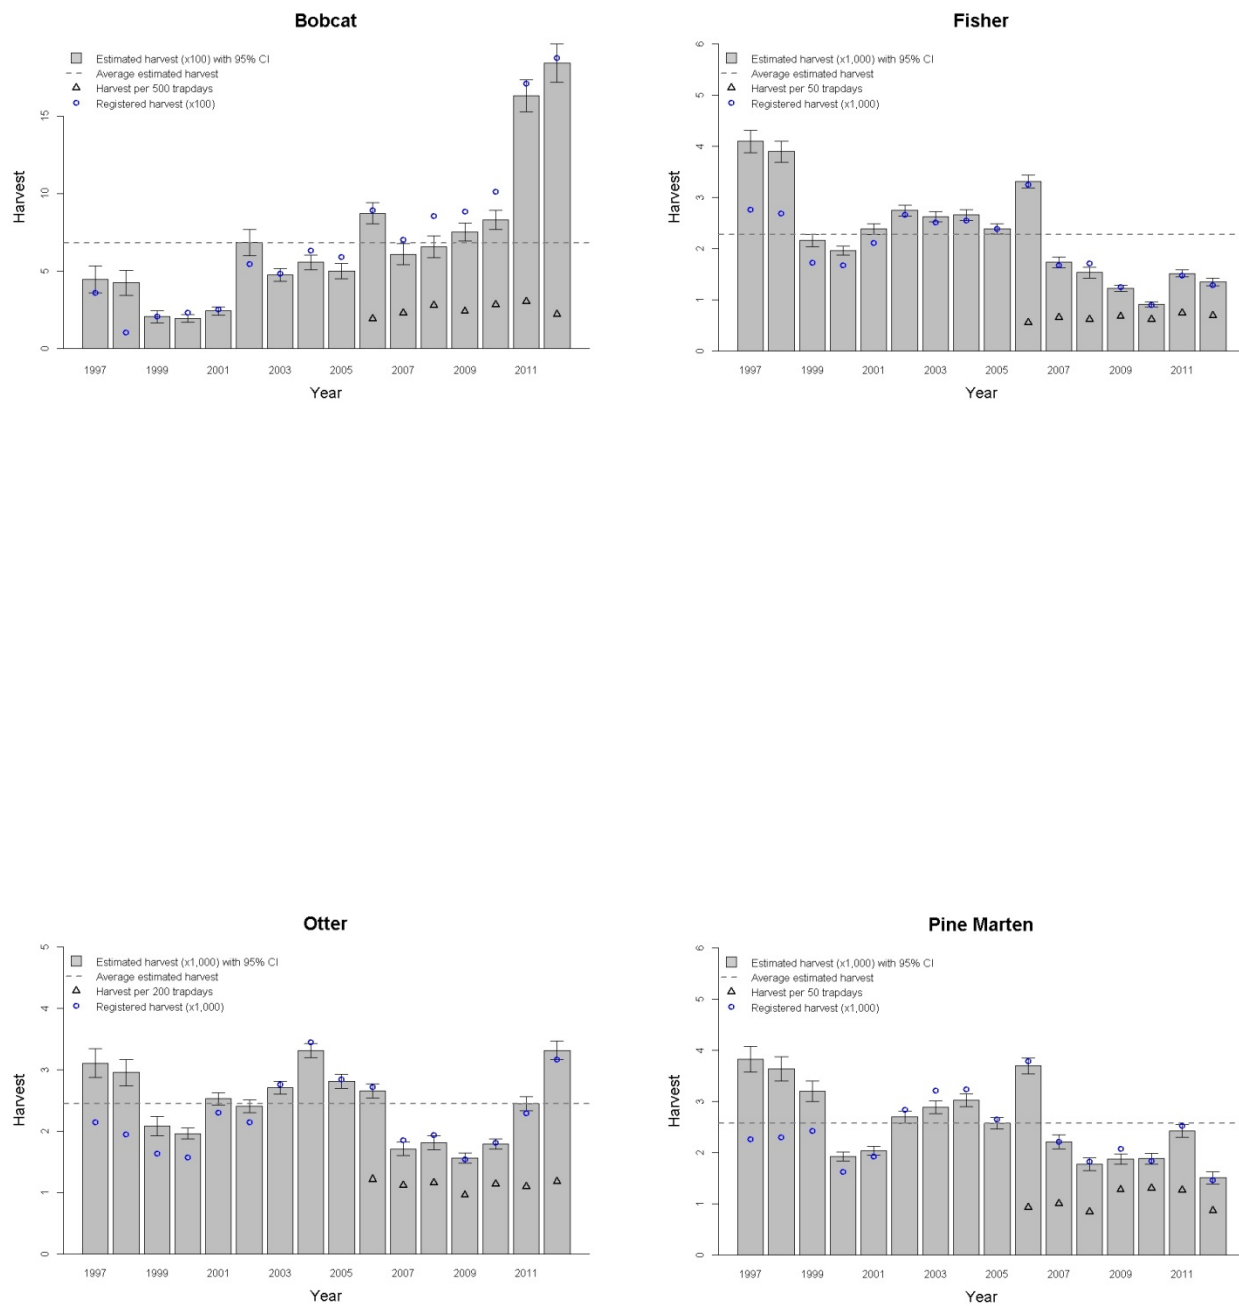 Bobcat
Estimated harvest (x100) with 95% CI
Average estimated harvest
Harvest per 500 trapdays
Registered harvest (x100)
Harvest
15
10
5
0
1997 1999 2001 2003 2005 2007 2009 2011
Year
Fisher
Estimated harvest (x1,000) with 95% CI
Average estimated harvest
Harvest per 50 trapdays
Registered harvest (x1,000)
Harvest
6
5
4
3
2
1
0
1997 1999 2001 2003 2005 2007 2009 2011
Year
Otter
Estimated harvest (x1,000) with 95% CI
Average estimated harvest
Harvest per 200 trapdays
Registered harvest (x1,000)
Harvest
5
4
3
2
1
0
1997 1999 2001 2003 2005 2007 2009 2011
Year
Pine Marten
Estimated harvest (x1,000) with 95% CI
Average estimated harvest
Harvest per 50 trapdays
Registered harvest (x1,000)
Harvest
6
5
4
3
2
1
0
1997 1999 2001 2003 2005 2007 2009 2011
Year